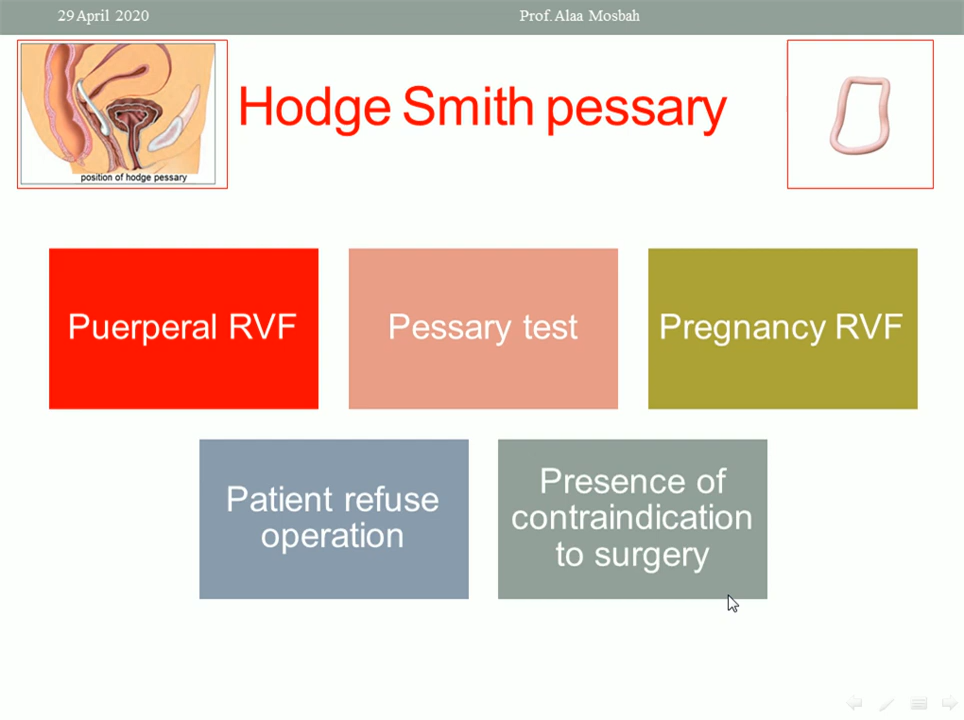 29 April 2020
Prof. Alaa Mosbah
Hodge Smith pessary
position of hodge pessary
Puerperal RVF
Pessary test
Pregnancy RVF
Patient refuse
operation
Presence of
contraindication
to surgery